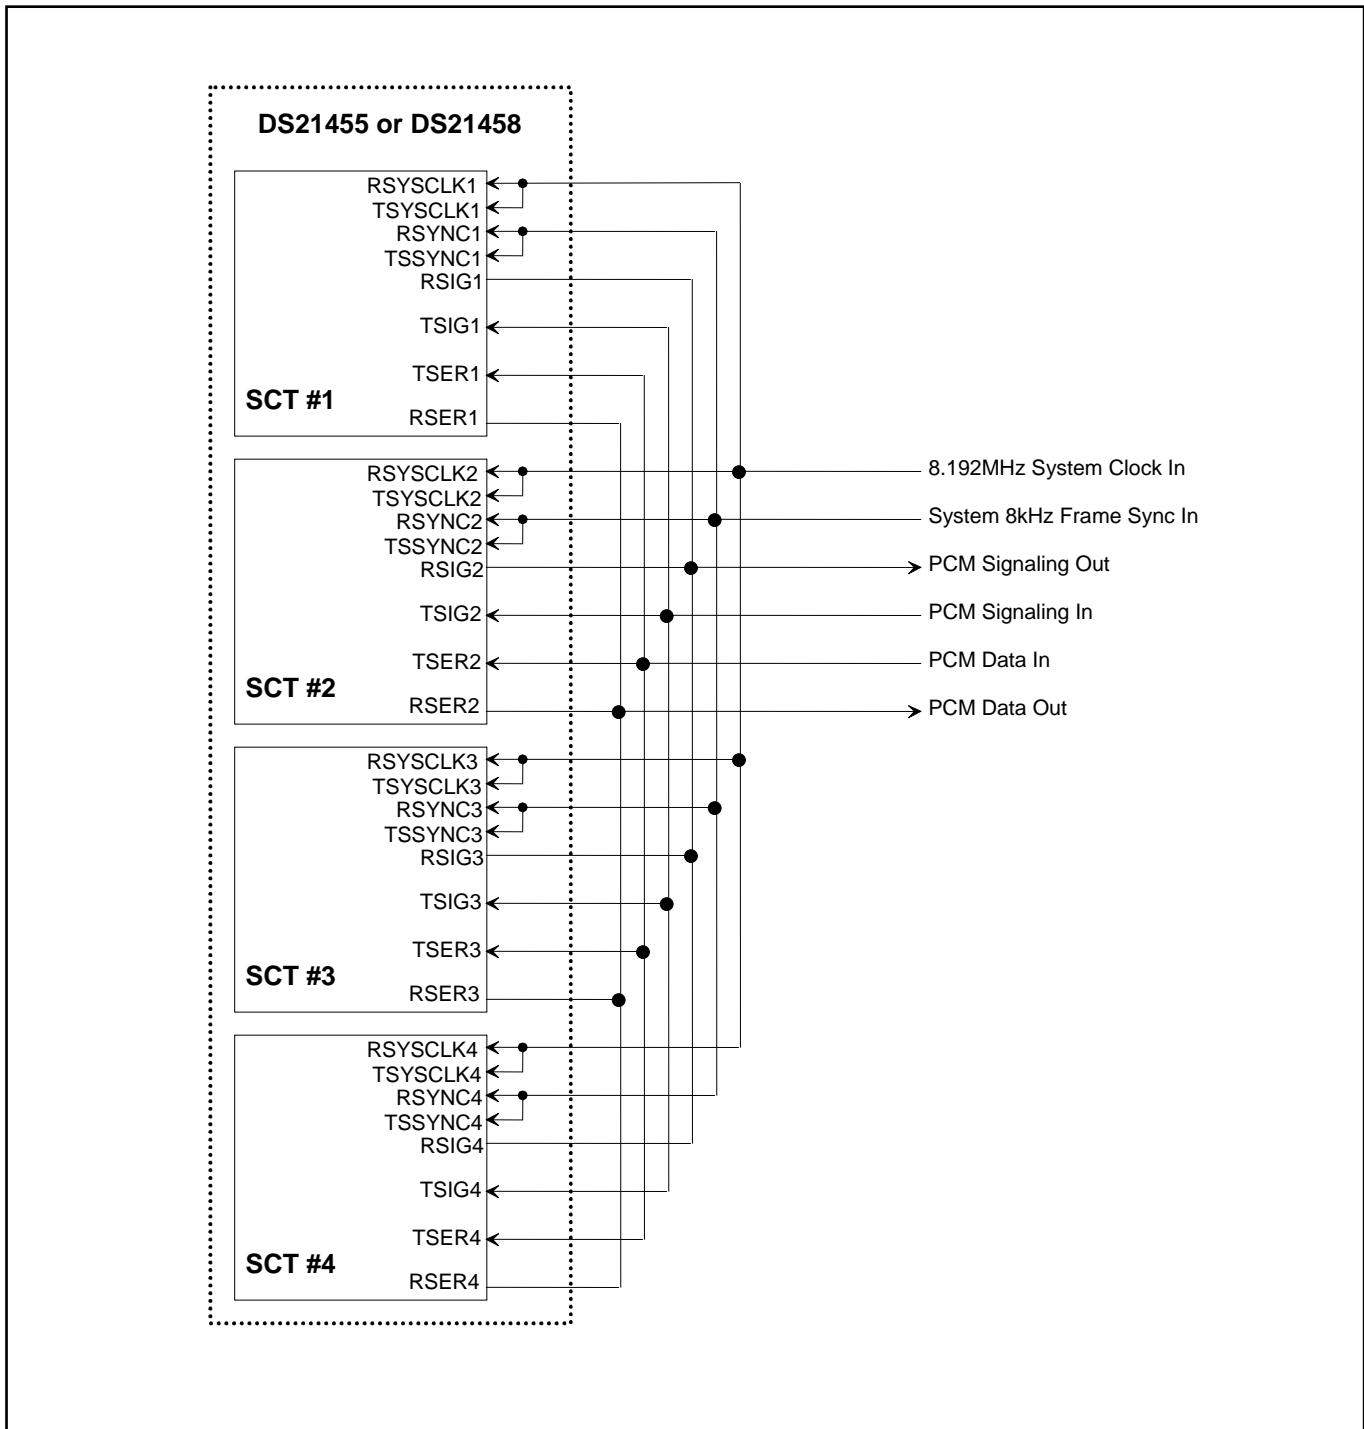 DS21455 or DS21458
RSYSCLK1
TSYSCLK1
RSYNC1
TSSYNC1
RSIG1
TSIG1
TSER1
SCT #1
RSER1
RSYSCLK2
TSYSCLK2
RSYNC2
TSSYNC2
RSIG2
TSIG2
TSER2
SCT #2
RSER2
8.192MHz System Clock In
System 8kHz Frame Sync In
PCM Signaling Out
PCM Signaling In
PCM Data In
PCM Data Out
RSYSCLK3
TSYSCLK3
RSYNC3
TSSYNC3
RSIG3
TSIG3
TSER3
SCT #3
RSER3
RSYSCLK4
TSYSCLK4
RSYNC4
TSSYNC4
RSIG4
TSIG4
TSER4
SCT #4
RSER4